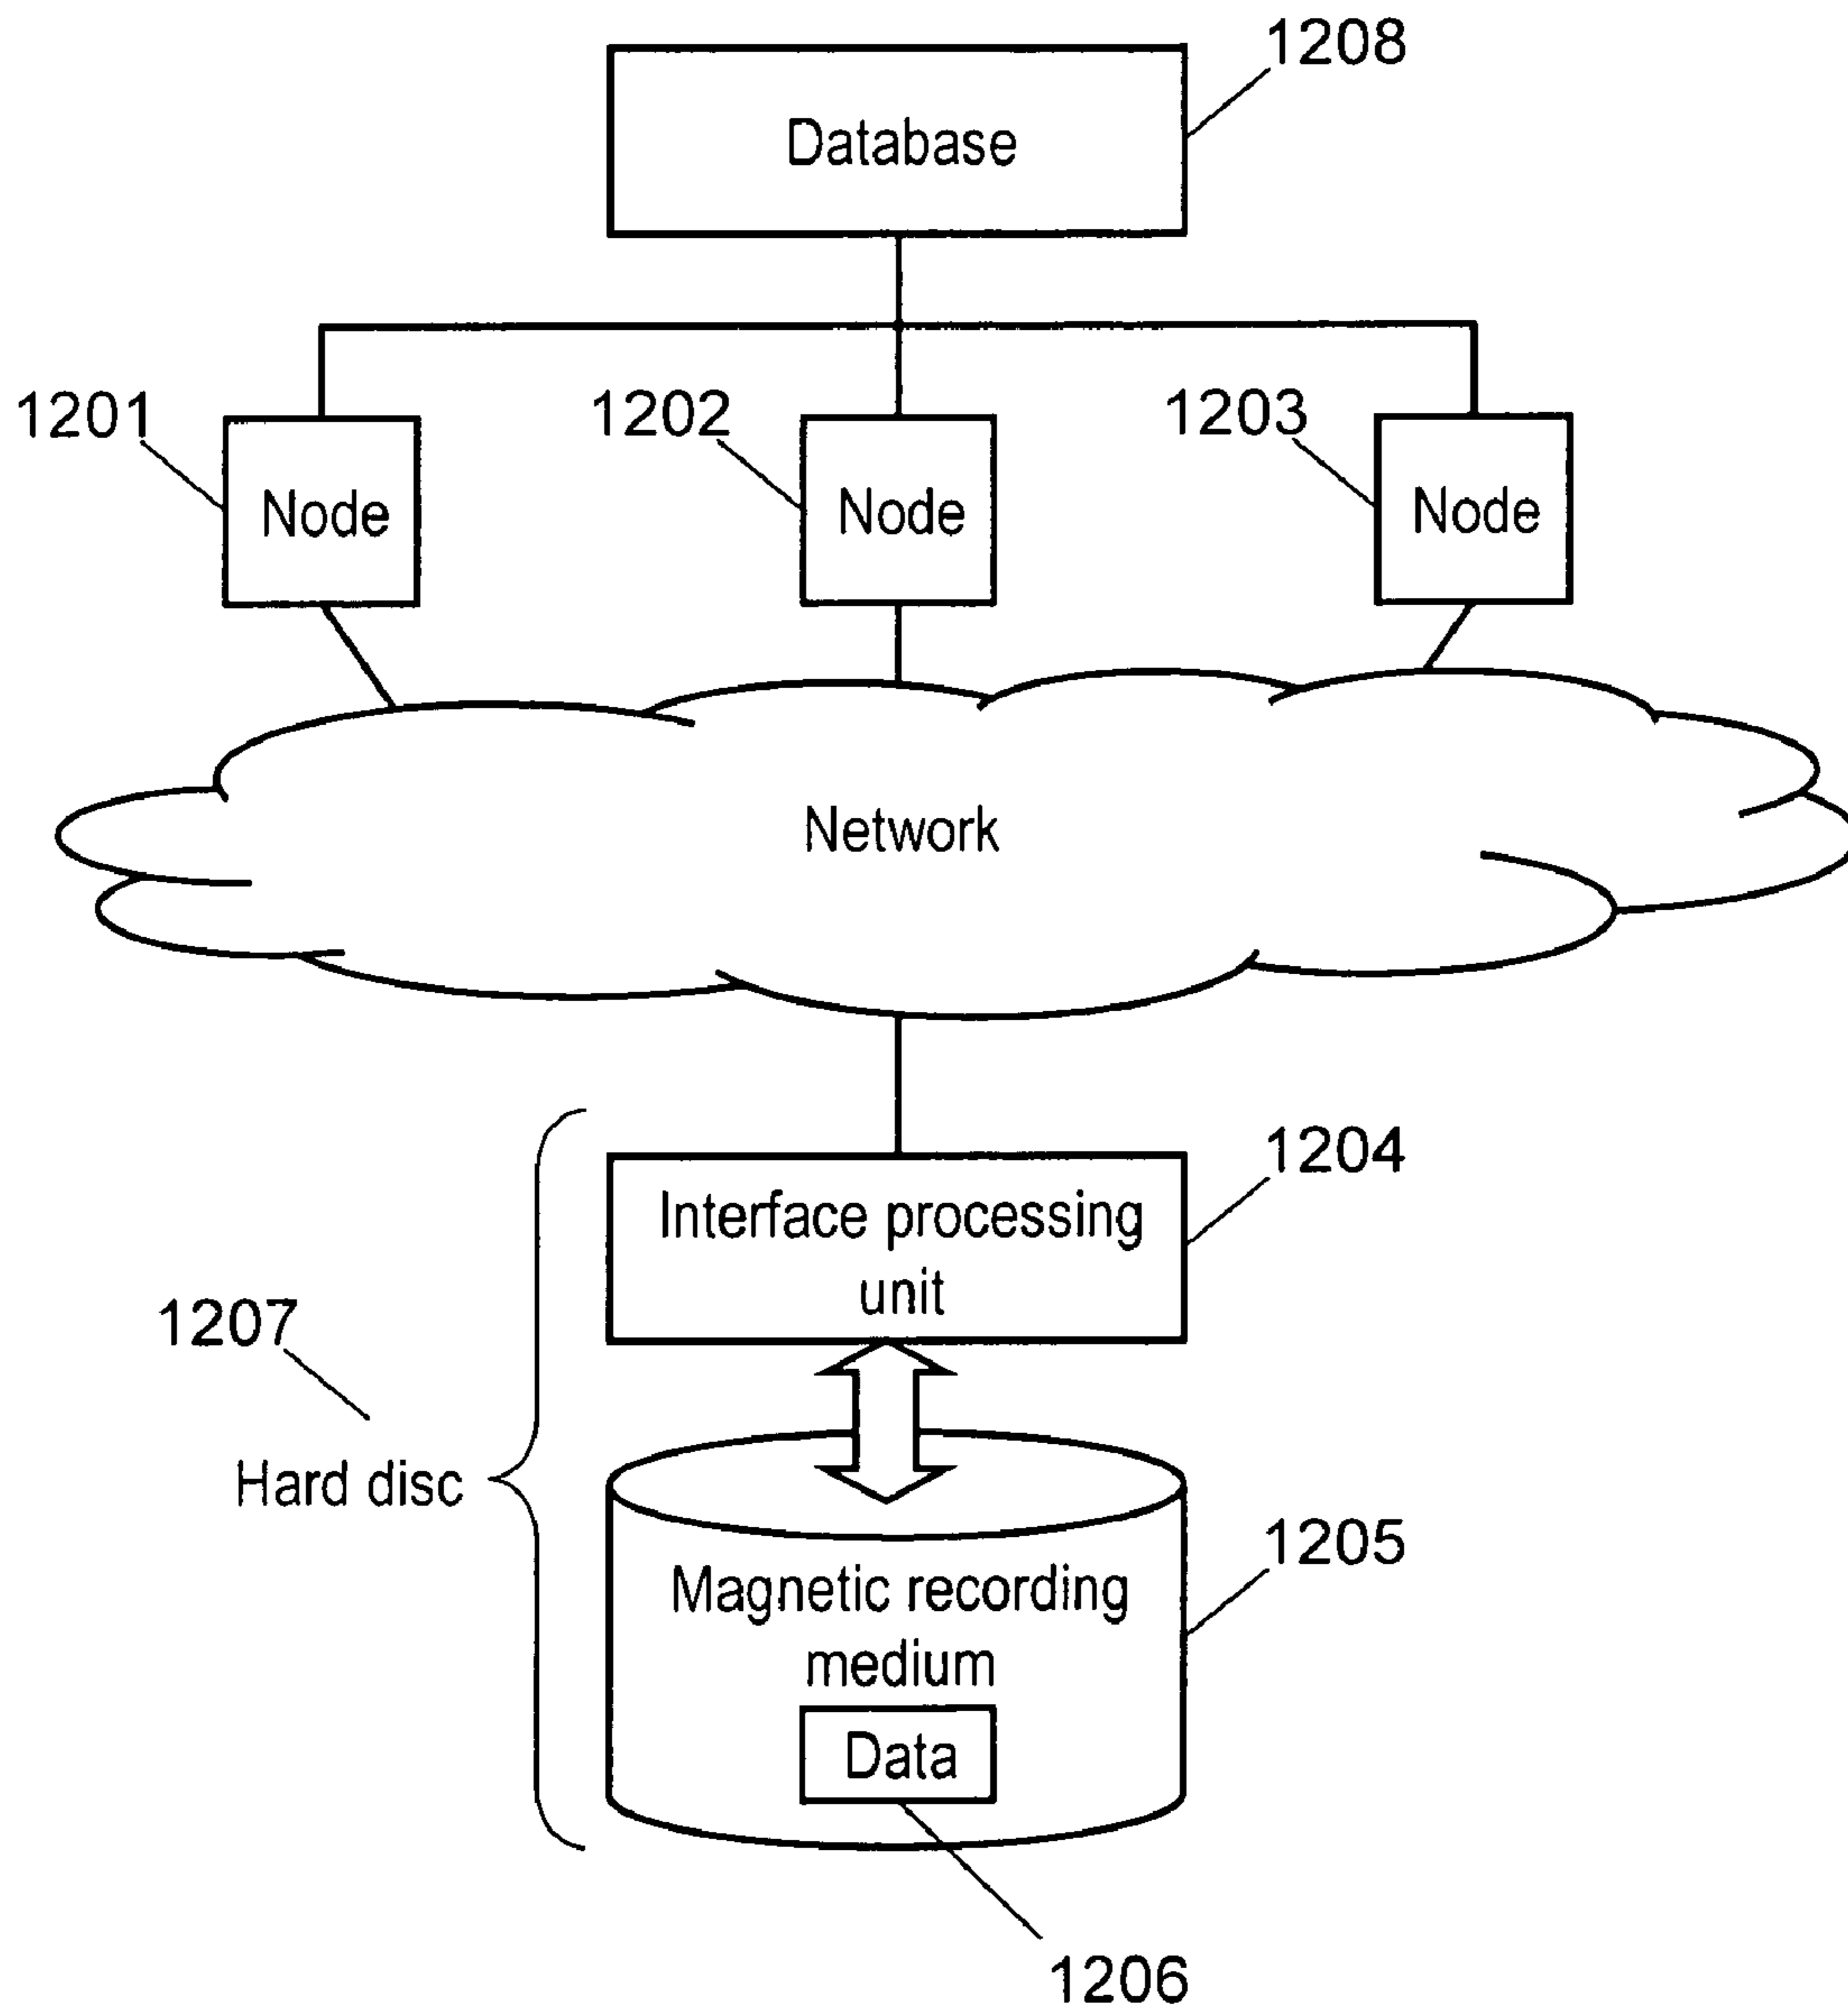 1208
Database
1201
1202
1203
Node
Node
Node
Network
1204
Interface processing
unit
1207
Hard disc
1205
Magnetic recording
medium
Data
1206